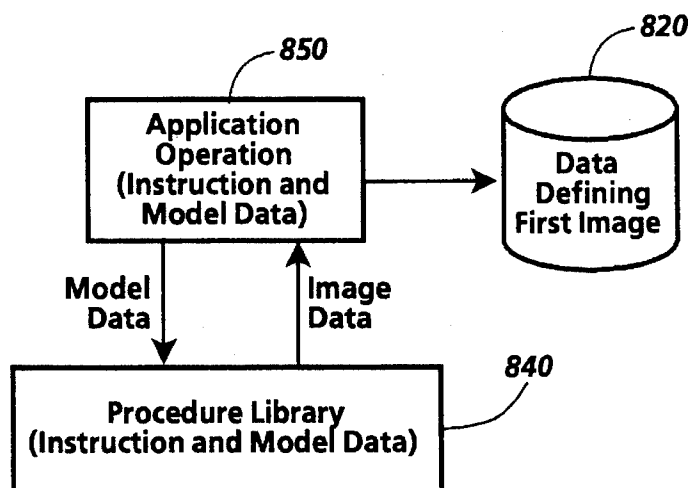 850
820
Application
Operation
(Instruction and
Model Data)
Data
Defining
First Image
Model
Data
Image
Data
840
Procedure Library
(Instruction and Model Data)